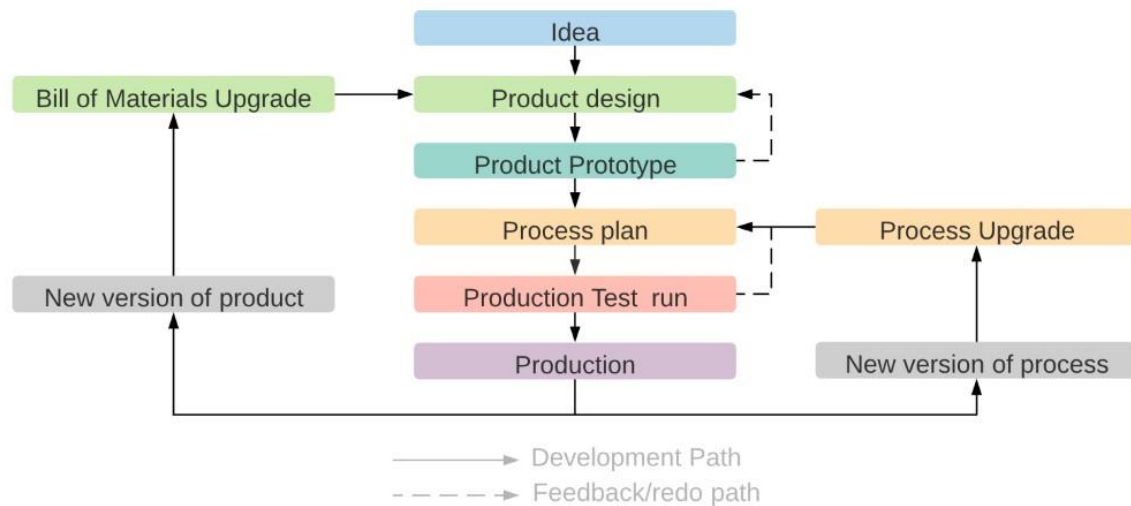 Idea
Bill of Materials Upgrade
Product design
Product Prototype
Process plan
Process Upgrade
New version of product
Production Test run
Production
New version of process
Development Path
Feedback/redo path